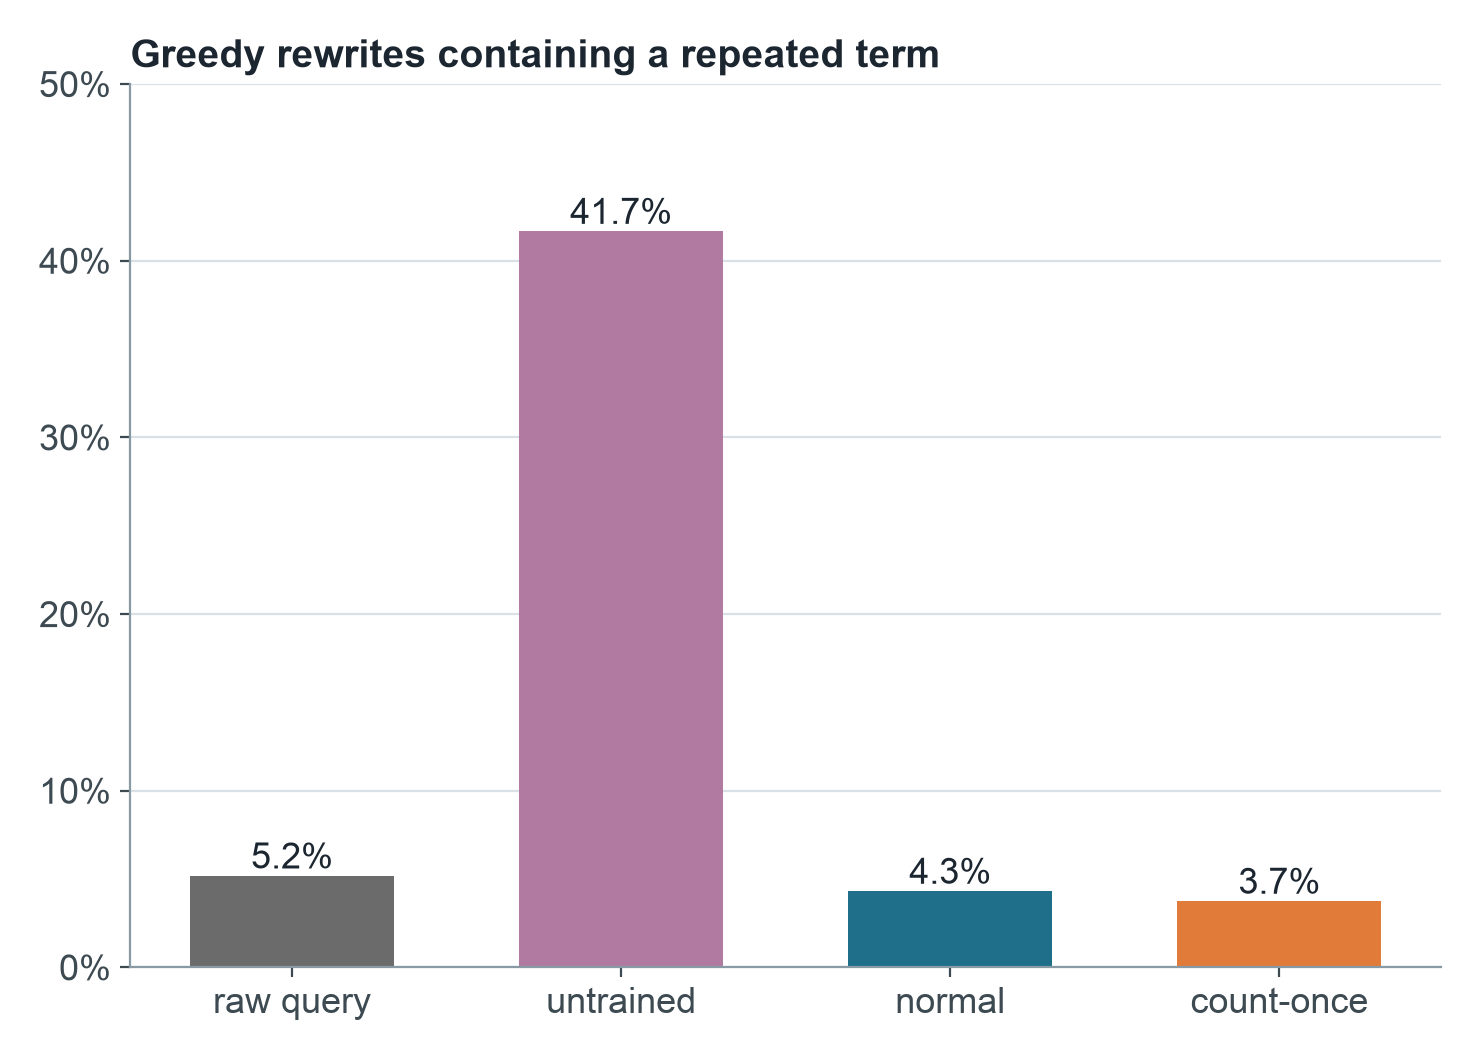 Greedy rewrites containing a repeated term
50%
40%
30%
20%
10%
0%
5.2%
41.7%
4.3%
3.7%
raw query
untrained
normal
count-once